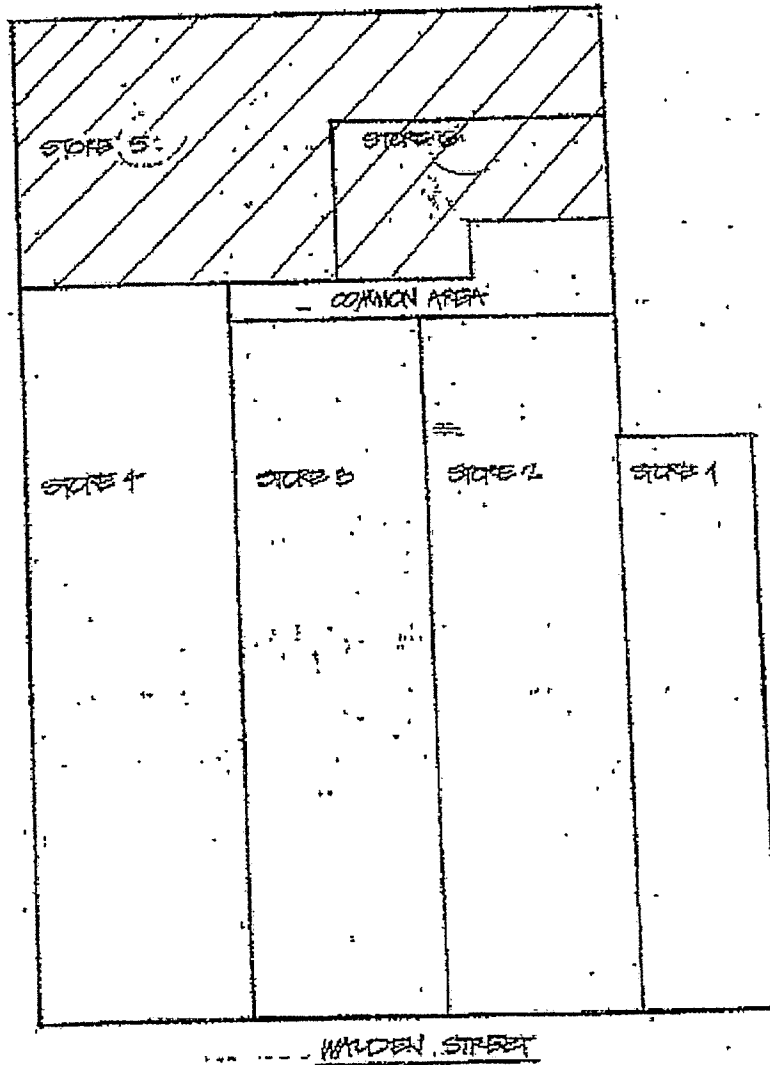 STORE 5
STORE 6
COMMON AREA
STORE 4
STORE 3
STORE 2
STORE 1
WALDEN STREET